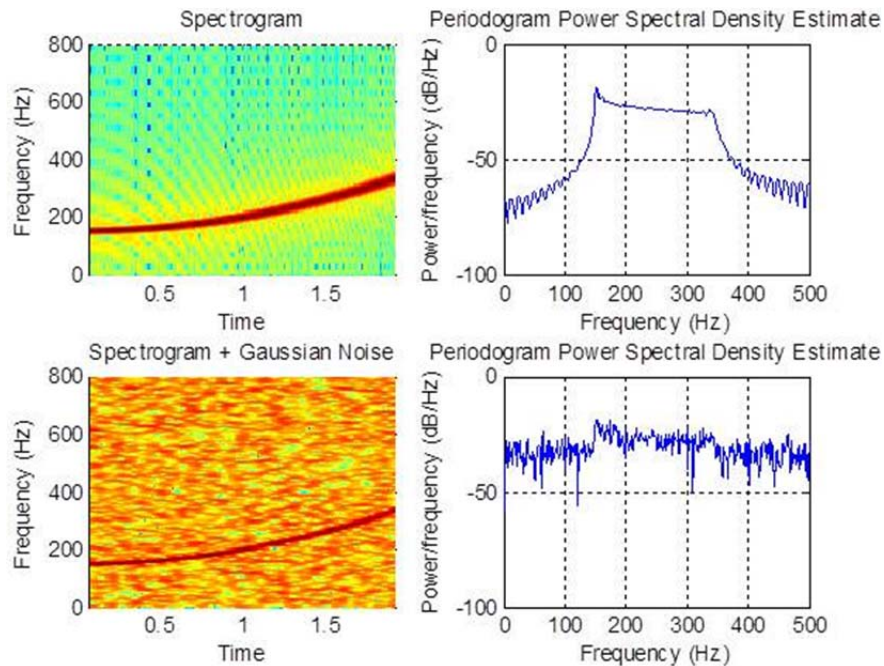 Spectrogram
800
600
400
200
0
Frequency (Hz)
0.5 1 1.5
Time
Periodogram Power Spectral Density Estimate
0
-50
-100
Power/frequency (dB/Hz)
0 100 200 300 400 500
Frequency (Hz)
Spectrogram + Gaussian Noise
800
600
400
200
0
Frequency (Hz)
0.5 1 1.5
Time
Periodogram Power Spectral Density Estimate
0
-50
-100
Power/frequency (dB/Hz)
0 100 200 300 400 500
Frequency (Hz)